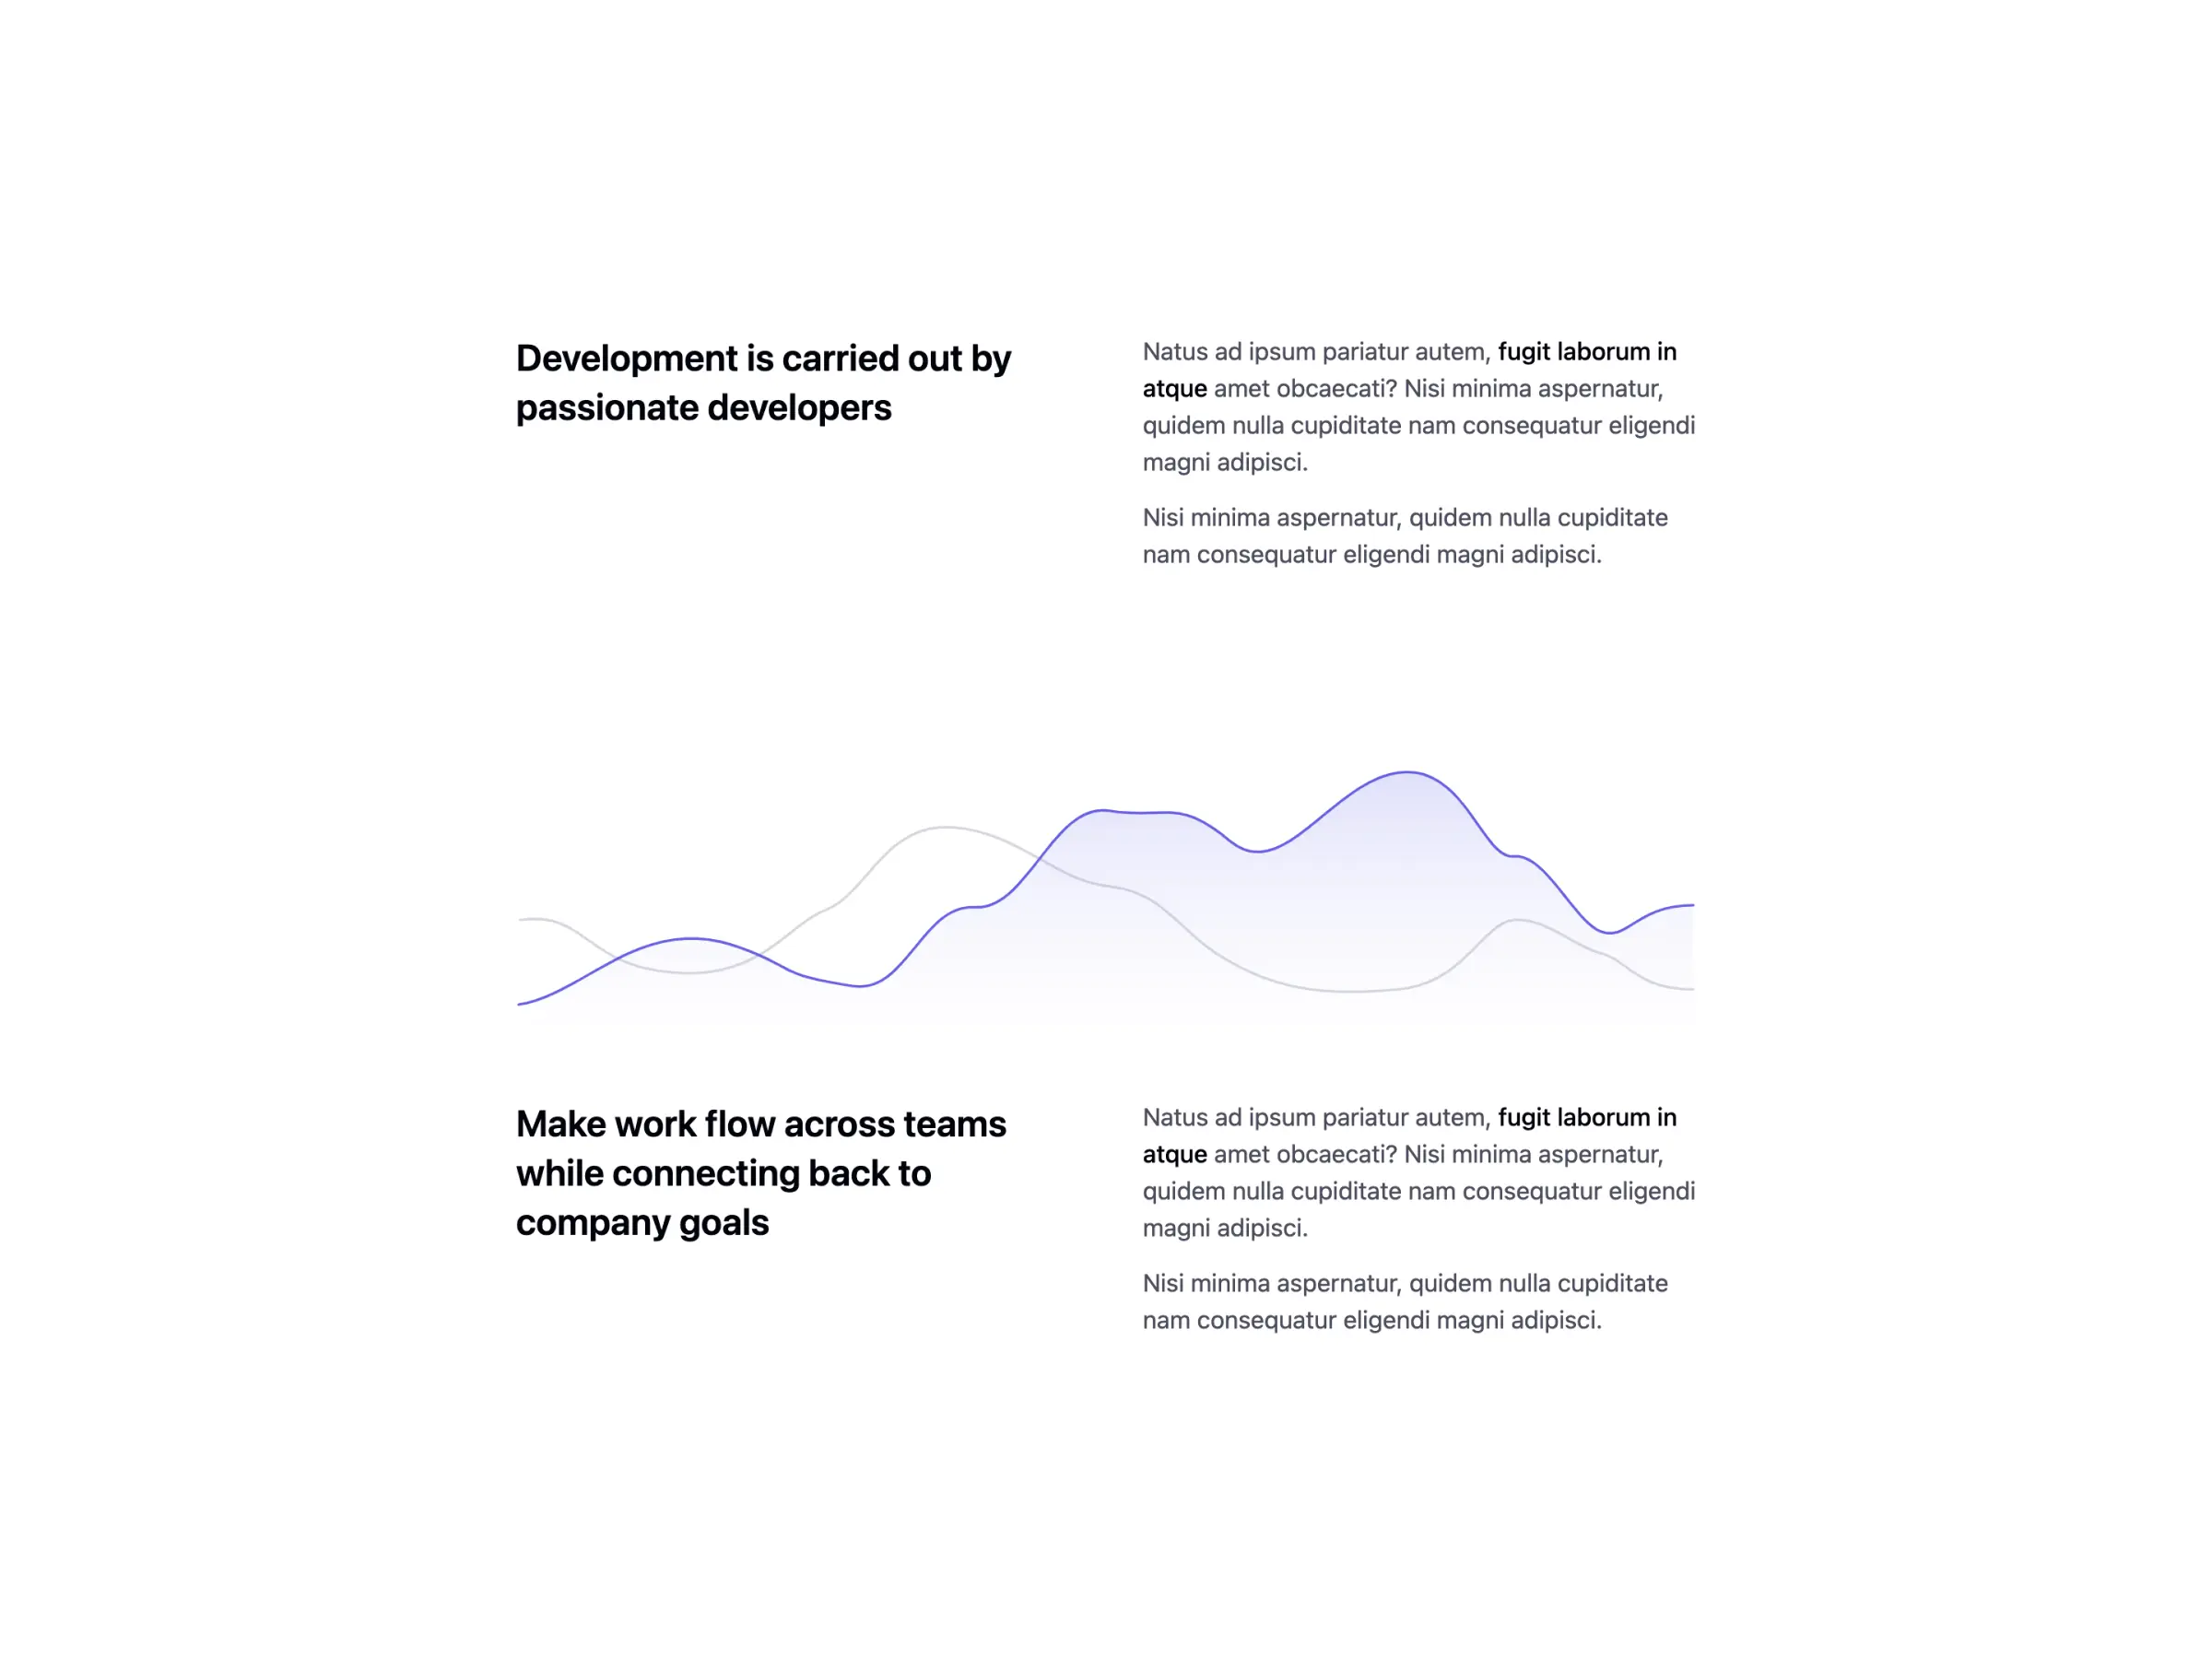 Development is carried out by
passionate developers
Natus ad ipsum pariatur autem, fugit laborum in
atque amet obcaecati? Nisi minima aspernatur,
quidem nulla cupiditate nam consequatur eligendi
magni adipisci.
Nisi minima aspernatur, quidem nulla cupiditate
nam consequatur eligendi magni adipisci.
Make work flow across teams
while connecting back to
company goals
Natus ad ipsum pariatur autem, fugit laborum in
atque amet obcaecati? Nisi minima aspernatur,
quidem nulla cupiditate nam consequatur eligendi
magni adipisci.
Nisi minima aspernatur, quidem nulla cupiditate
nam consequatur eligendi magni adipisci.